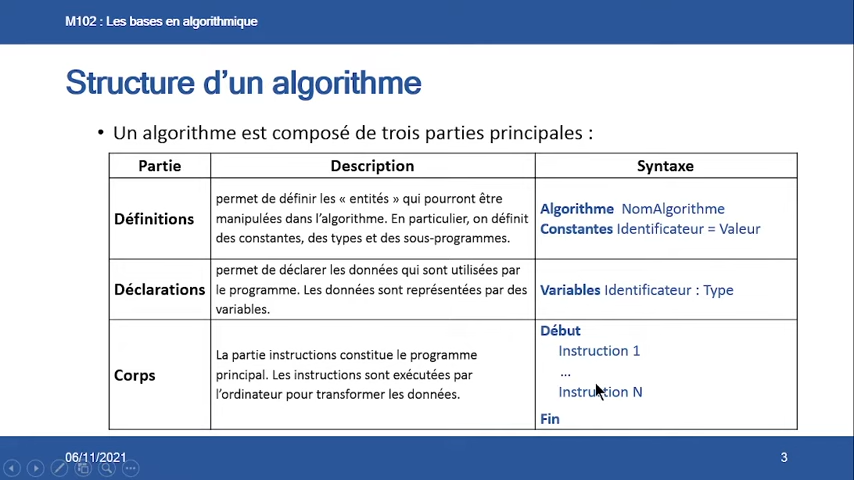 M102 : Les bases en algorithmique
Structure d'un algorithme
• Un algorithme est composé de trois parties principales :
Partie
Description
Syntaxe
Définitions
permet de définir les « entités » qui pourront être
manipulées dans l'algorithme. En particulier, on définit
des constantes, des types et des sous-programmes.
Algorithme NomAlgorithme
Constantes Identificateur = Valeur
Déclarations
permet de déclarer les données qui sont utilisées par
le programme. Les données sont représentées par des
variables.
Variables Identificateur : Type
Corps
La partie instructions constitue le programme
principal. Les instructions sont exécutées par
l'ordinateur pour transformer les données.
Début
Instruction 1
...
Instruction N
Fin
06/11/2021
3